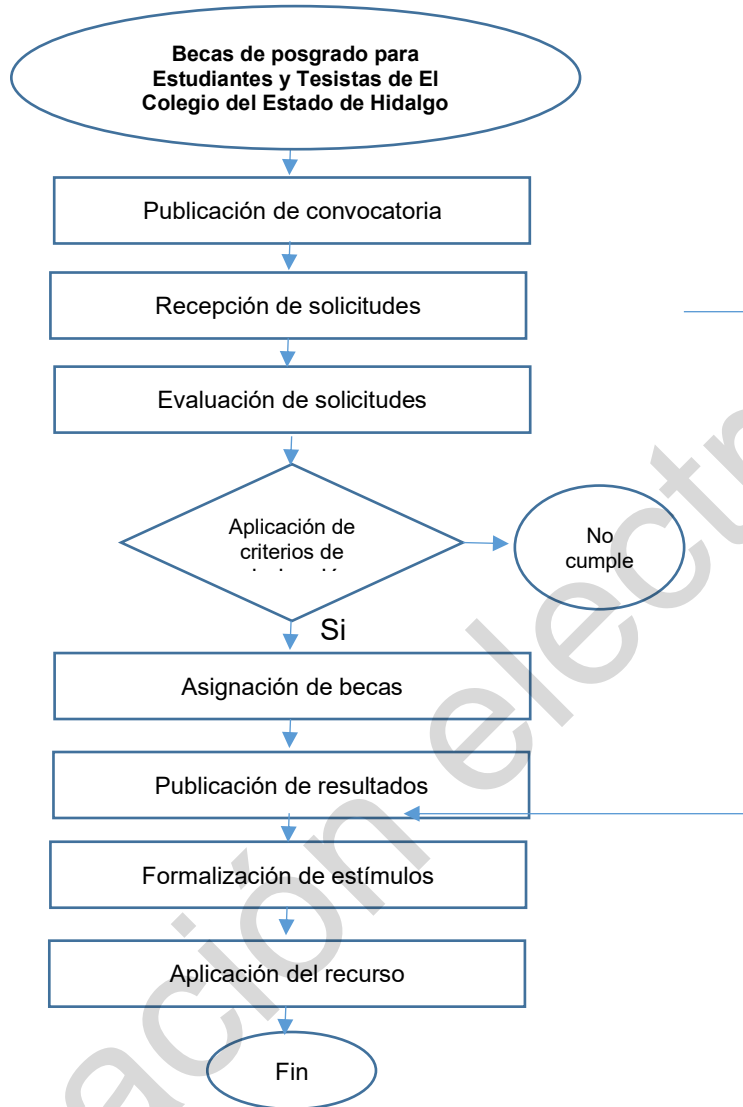 Becas de posgrado para
Estudiantes y Tesistas de El
Colegio del Estado de Hidalgo
Publicación de convocatoria
Recepción de solicitudes
Evaluación de solicitudes
Aplicación de
criterios de
No
cumple
Si
Asignación de becas
Publicación de resultados
Formalización de estímulos
Aplicación del recurso
Fin